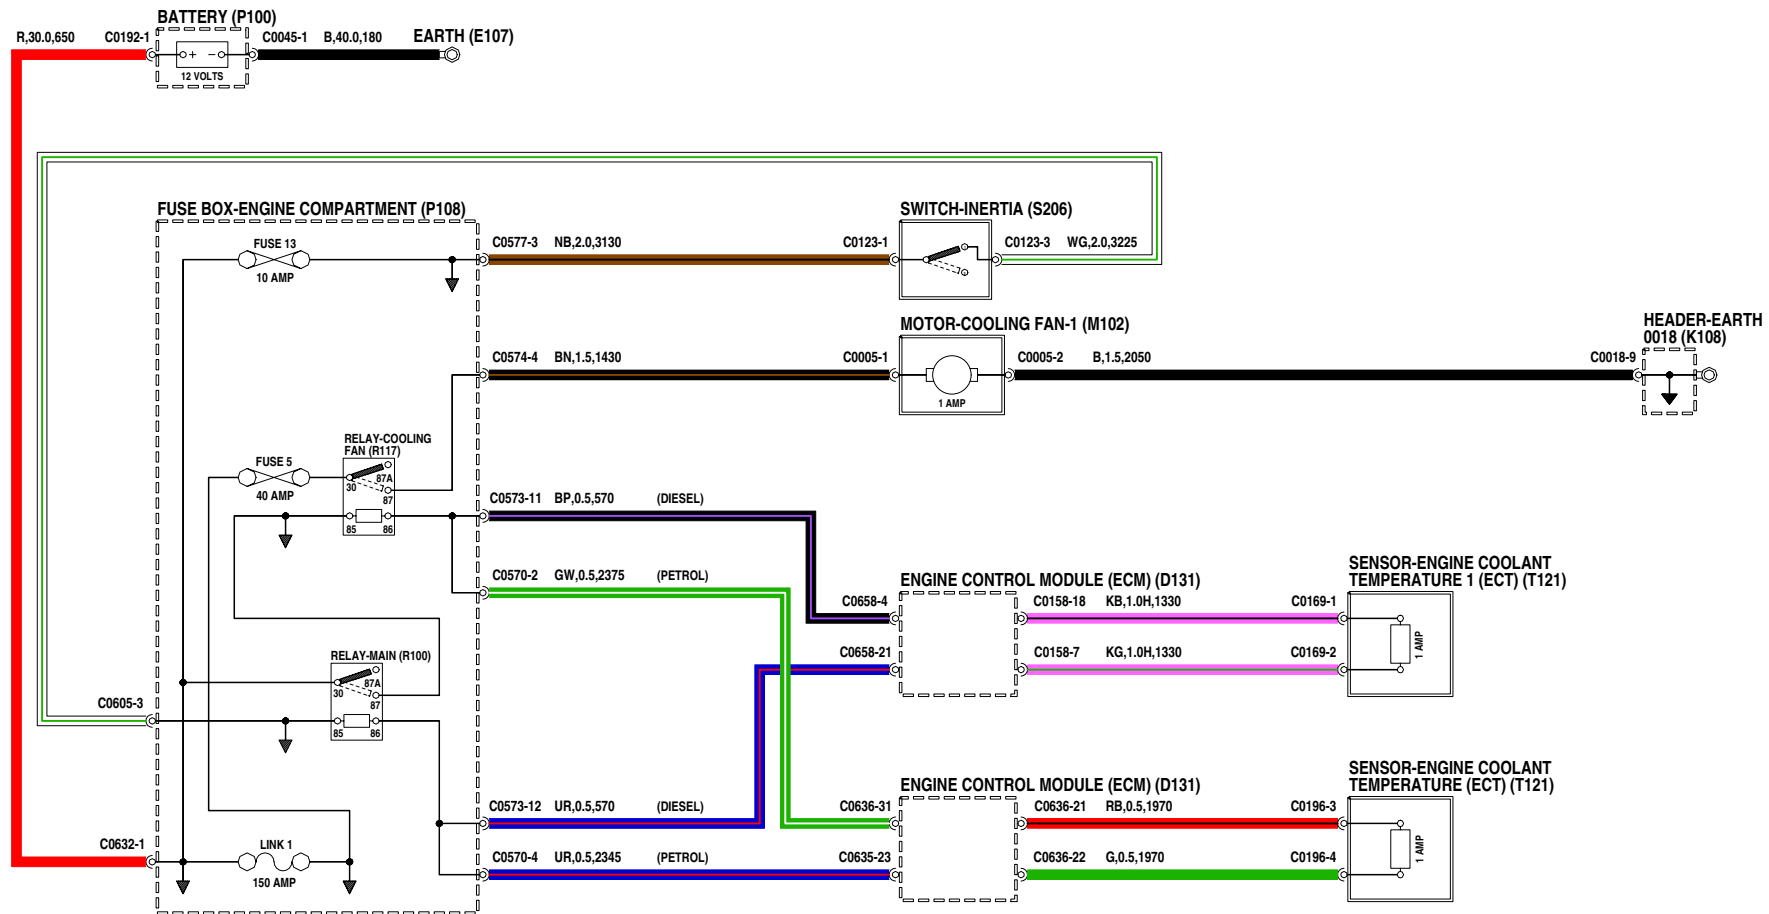 BATTERY (P100)
R,30.0,650 C0192-1 C0045-1 B,40.0,180 EARTH (E107)
+ −
12 VOLTS
FUSE BOX-ENGINE COMPARTMENT (P108)
SWITCH-INERTIA (S206)
FUSE 13
10 AMP
C0577-3 NB,2.0,3130 C0123-1 C0123-3 WG,2.0,3225
MOTOR-COOLING FAN-1 (M102)
HEADER-EARTH
0018 (K108)
C0574-4 BN,1.5,1430 C0005-1 C0005-2 B,1.5,2050 C0018-9
1 AMP
RELAY-COOLING
FAN (R117)
FUSE 5
40 AMP
30 87A
87
85 86
C0573-11 BP,0.5,570 (DIESEL)
C0570-2 GW,0.5,2375 (PETROL)
ENGINE CONTROL MODULE (ECM) (D131)
SENSOR-ENGINE COOLANT
TEMPERATURE 1 (ECT) (T121)
C0658-4 C0158-18 KB,1.0H,1330 C0169-1
C0658-21 C0158-7 KG,1.0H,1330 C0169-2
1 AMP
RELAY-MAIN (R100)
30 87A
87
85 86
C0605-3
ENGINE CONTROL MODULE (ECM) (D131)
SENSOR-ENGINE COOLANT
TEMPERATURE (ECT) (T121)
C0573-12 UR,0.5,570 (DIESEL) C0636-31 C0636-21 RB,0.5,1970 C0196-3
C0570-4 UR,0.5,2345 (PETROL) C0635-23 C0636-22 G,0.5,1970 C0196-4
1 AMP
C0632-1
LINK 1
150 AMP